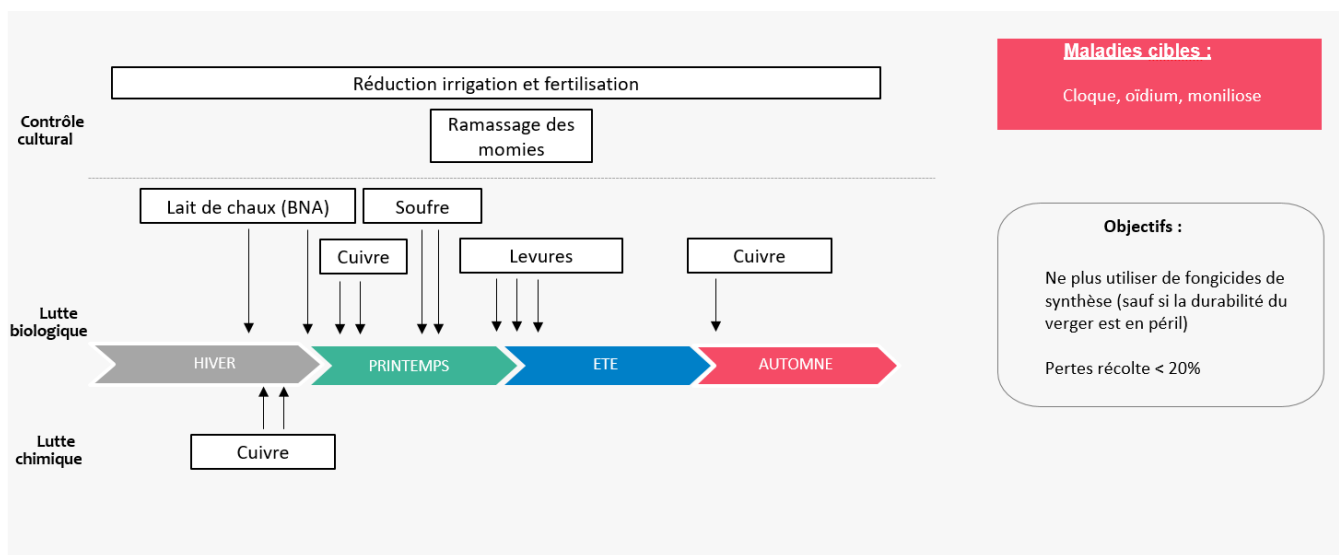 Maladies cibles :
Cloque, oïdium, moniliose
Réduction irrigation et fertilisation
Contrôle
cultural
Ramassage des
momies
Lait de chaux (BNA)
Soufre
Cuivre
Levures
Cuivre
Lutte
biologique
HIVER
PRINTEMPS
ETE
AUTOMNE
Lutte
chimique
Cuivre
Objectifs :
Ne plus utiliser de fongicides de
synthèse (sauf si la durabilité du
verger est en péril)
Pertes récolte < 20%